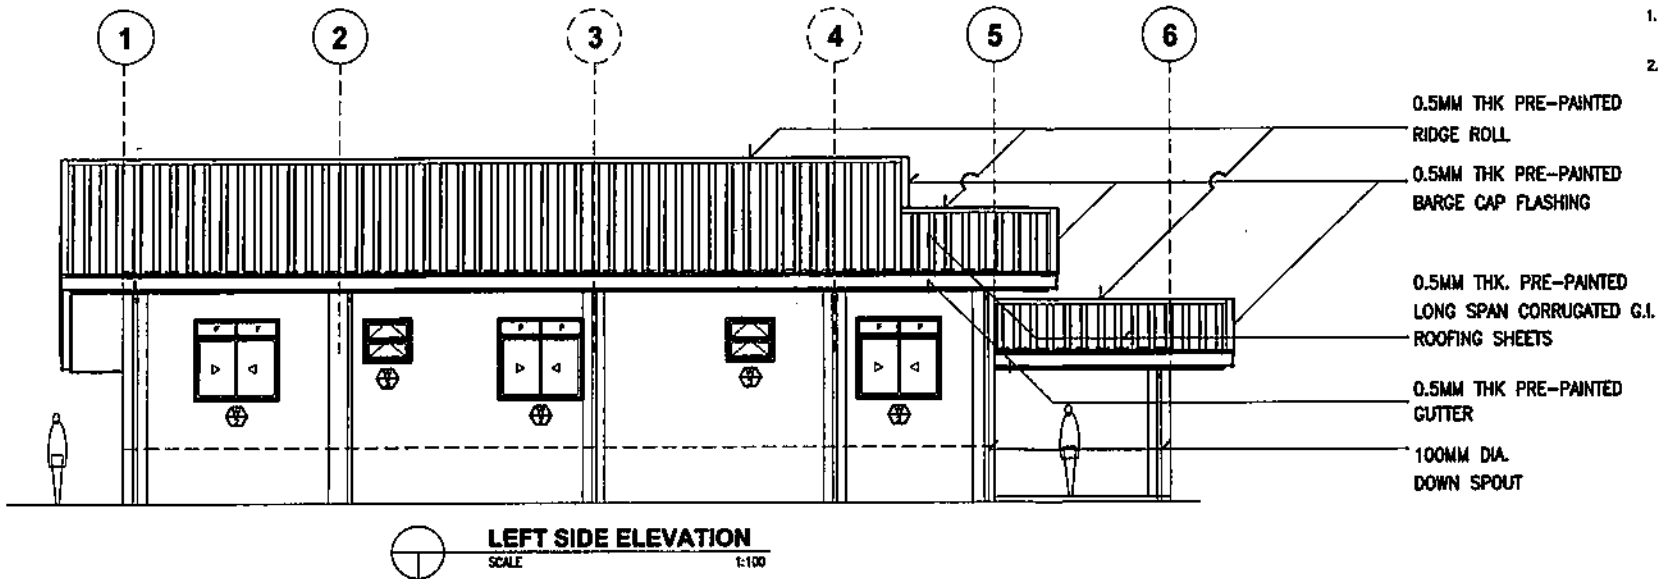 1 2 3 4 5 6
1.
2.
0.5MM THK PRE-PAINTED
RIDGE ROLL
0.5MM THK PRE-PAINTED
BARGE CAP FLASHING
0.5MM THK. PRE-PAINTED
LONG SPAN CORRUGATED G.I.
ROOFING SHEETS
F F
F F
F F
0.5MM THK PRE-PAINTED
GUTTER
100MM DIA.
DOWN SPOUT
LEFT SIDE ELEVATION
SCALE 1:100